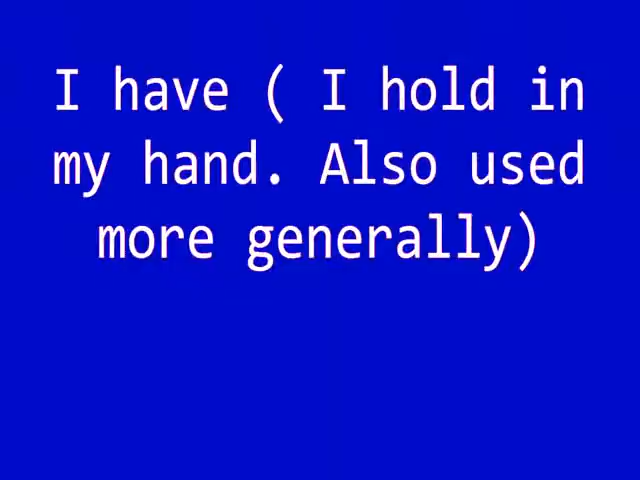 I have ( I hold in
my hand. Also used
more generally)